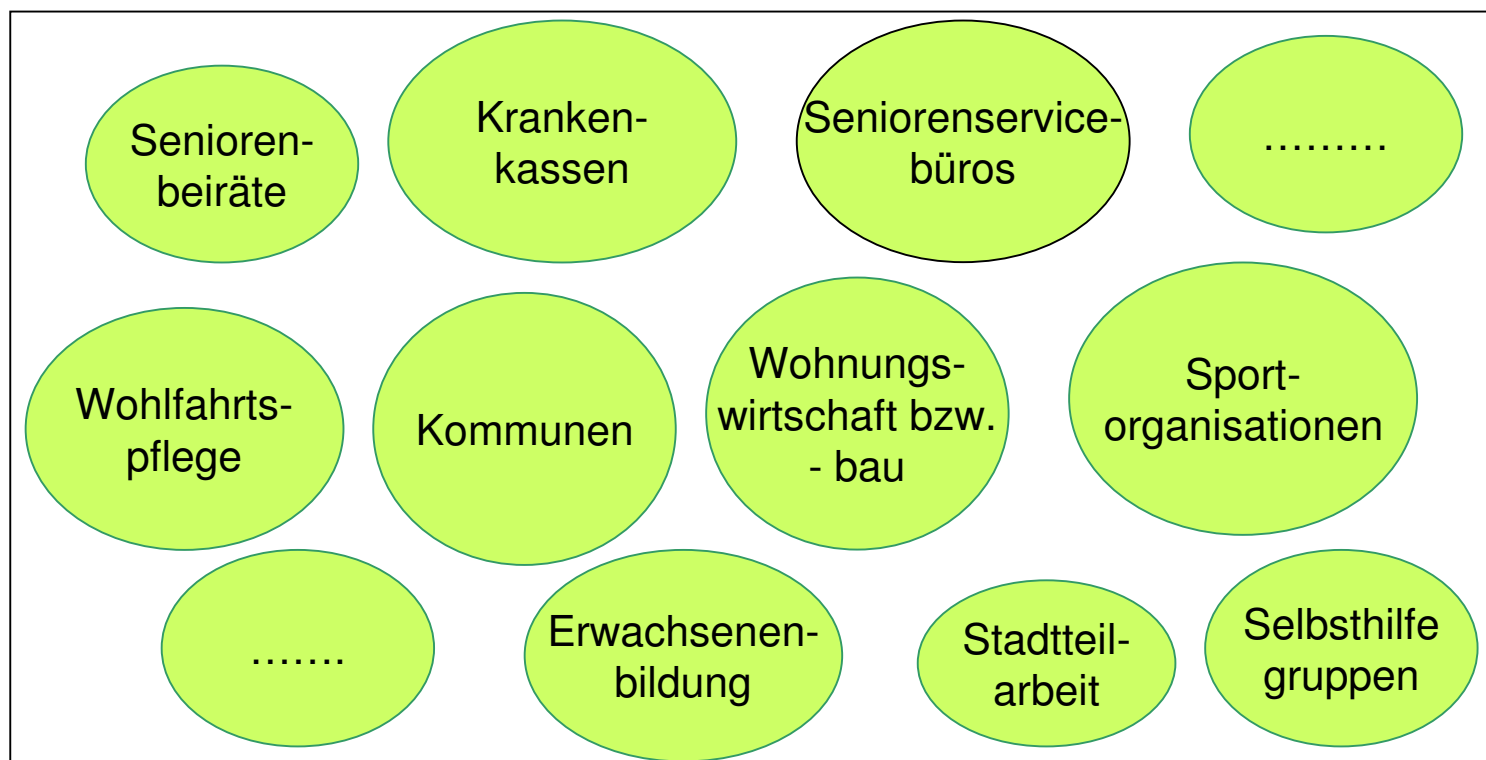 Senioren-
beiräte
Kranken-
kassen
Seniorenservice-
büros
………
Wohlfahrts-
pflege
Kommunen
Wohnungs-
wirtschaft bzw.
- bau
Sport-
organisationen
…….
Erwachsenen-
bildung
Stadtteil-
arbeit
Selbsthilfe
gruppen